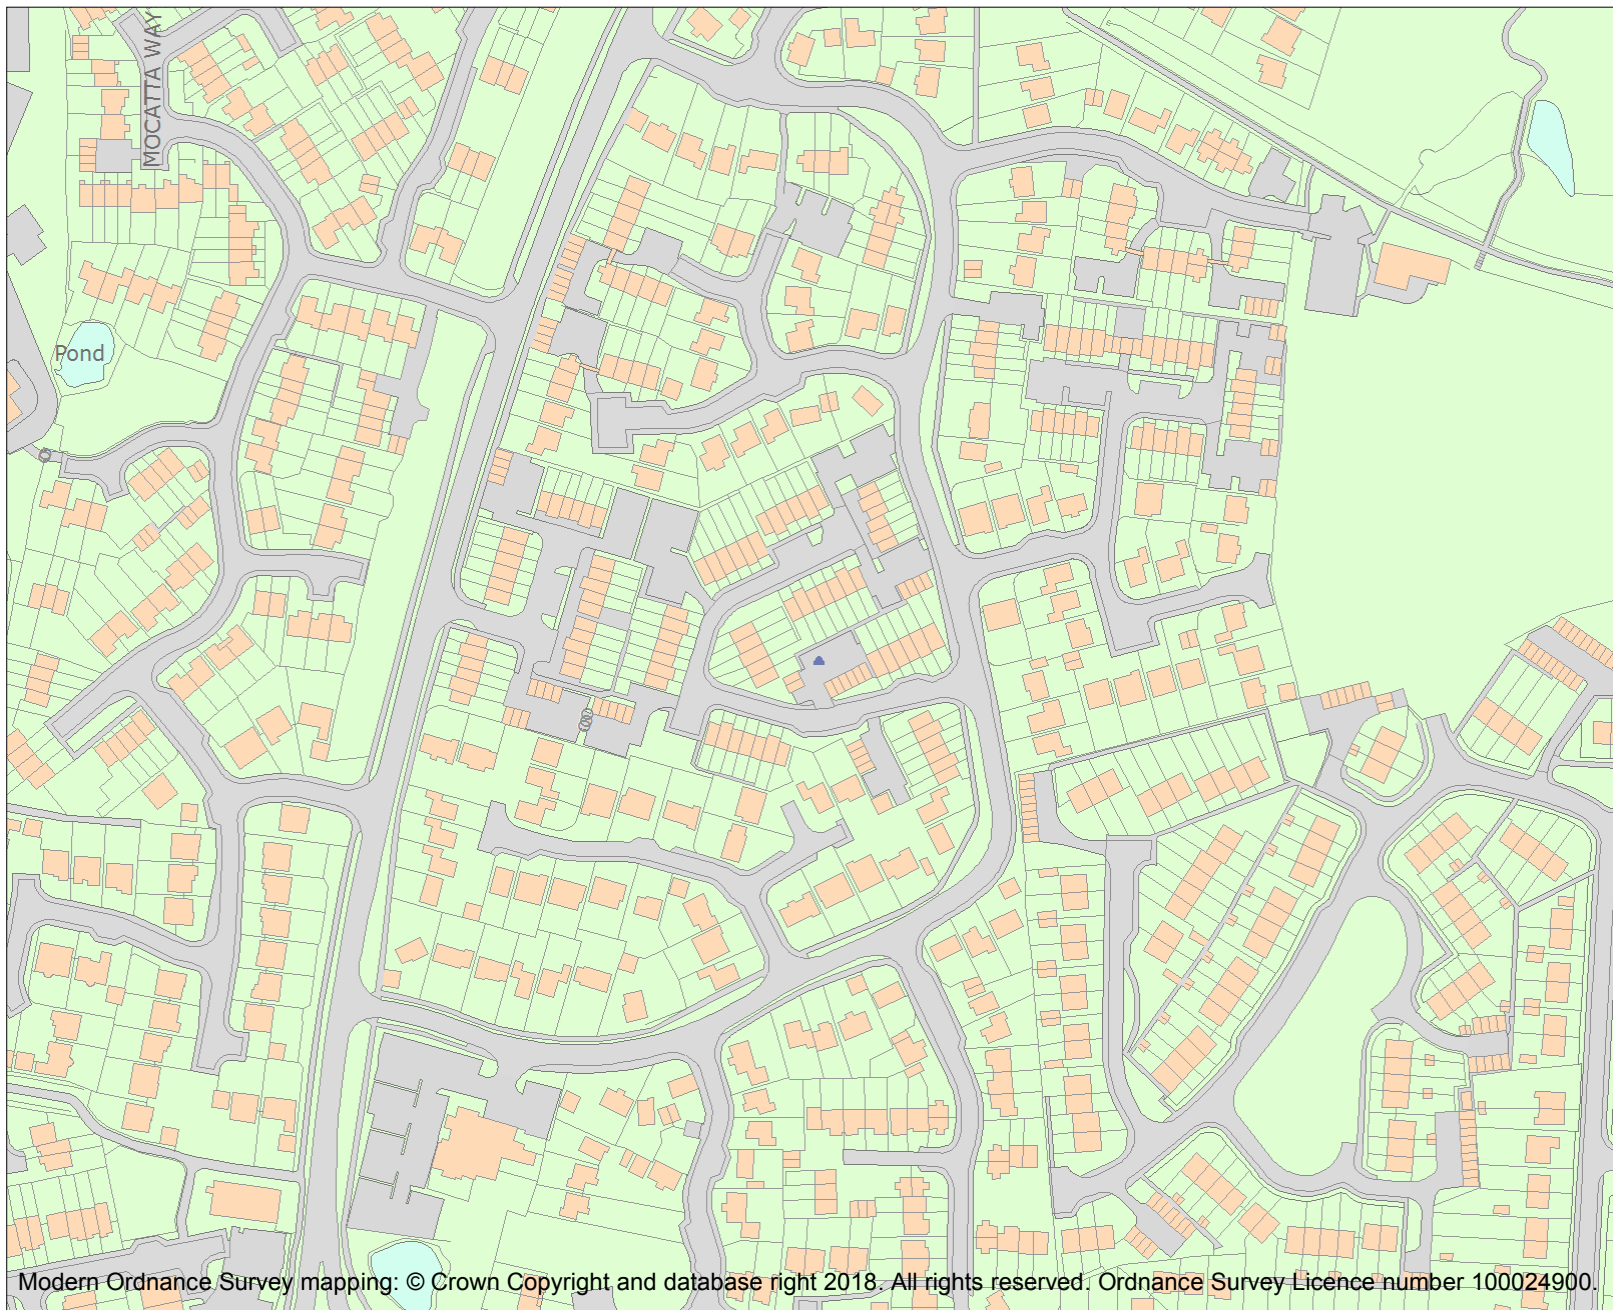 MOCATTA WAY
Pond
Modern Ordnance Survey mapping: © Crown Copyright and database right 2018. All rights reserved. Ordnance Survey Licence number 100024900.